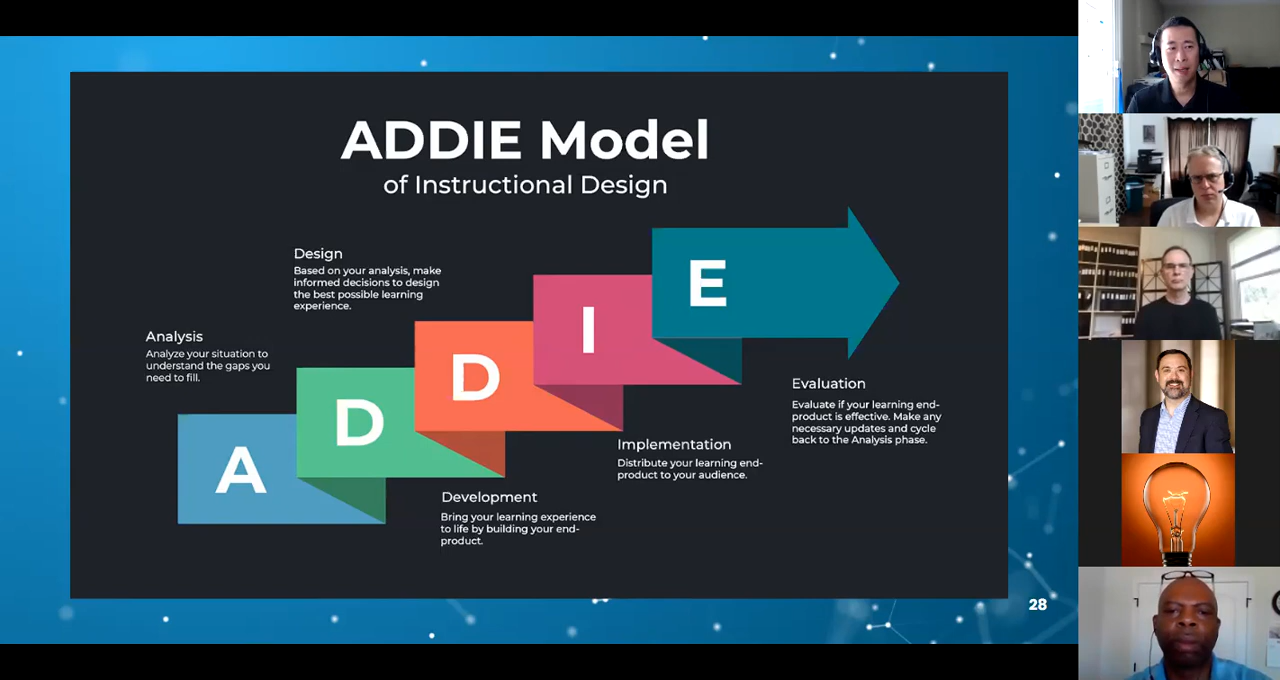 ADDIE Model
of Instructional Design
Design
Based on your analysis, make
informed decisions to design
the best possible learning
experience.
Analysis
Analyze your situation to
understand the gaps you
need to fill.
A
D
D
I
E
Evaluation
Evaluate if your learning end-
product is effective. Make any
necessary updates and cycle
back to the Analysis phase.
Implementation
Distribute your learning end-
product to your audience.
Development
Bring your learning experience
to life by building your end-
product.
28